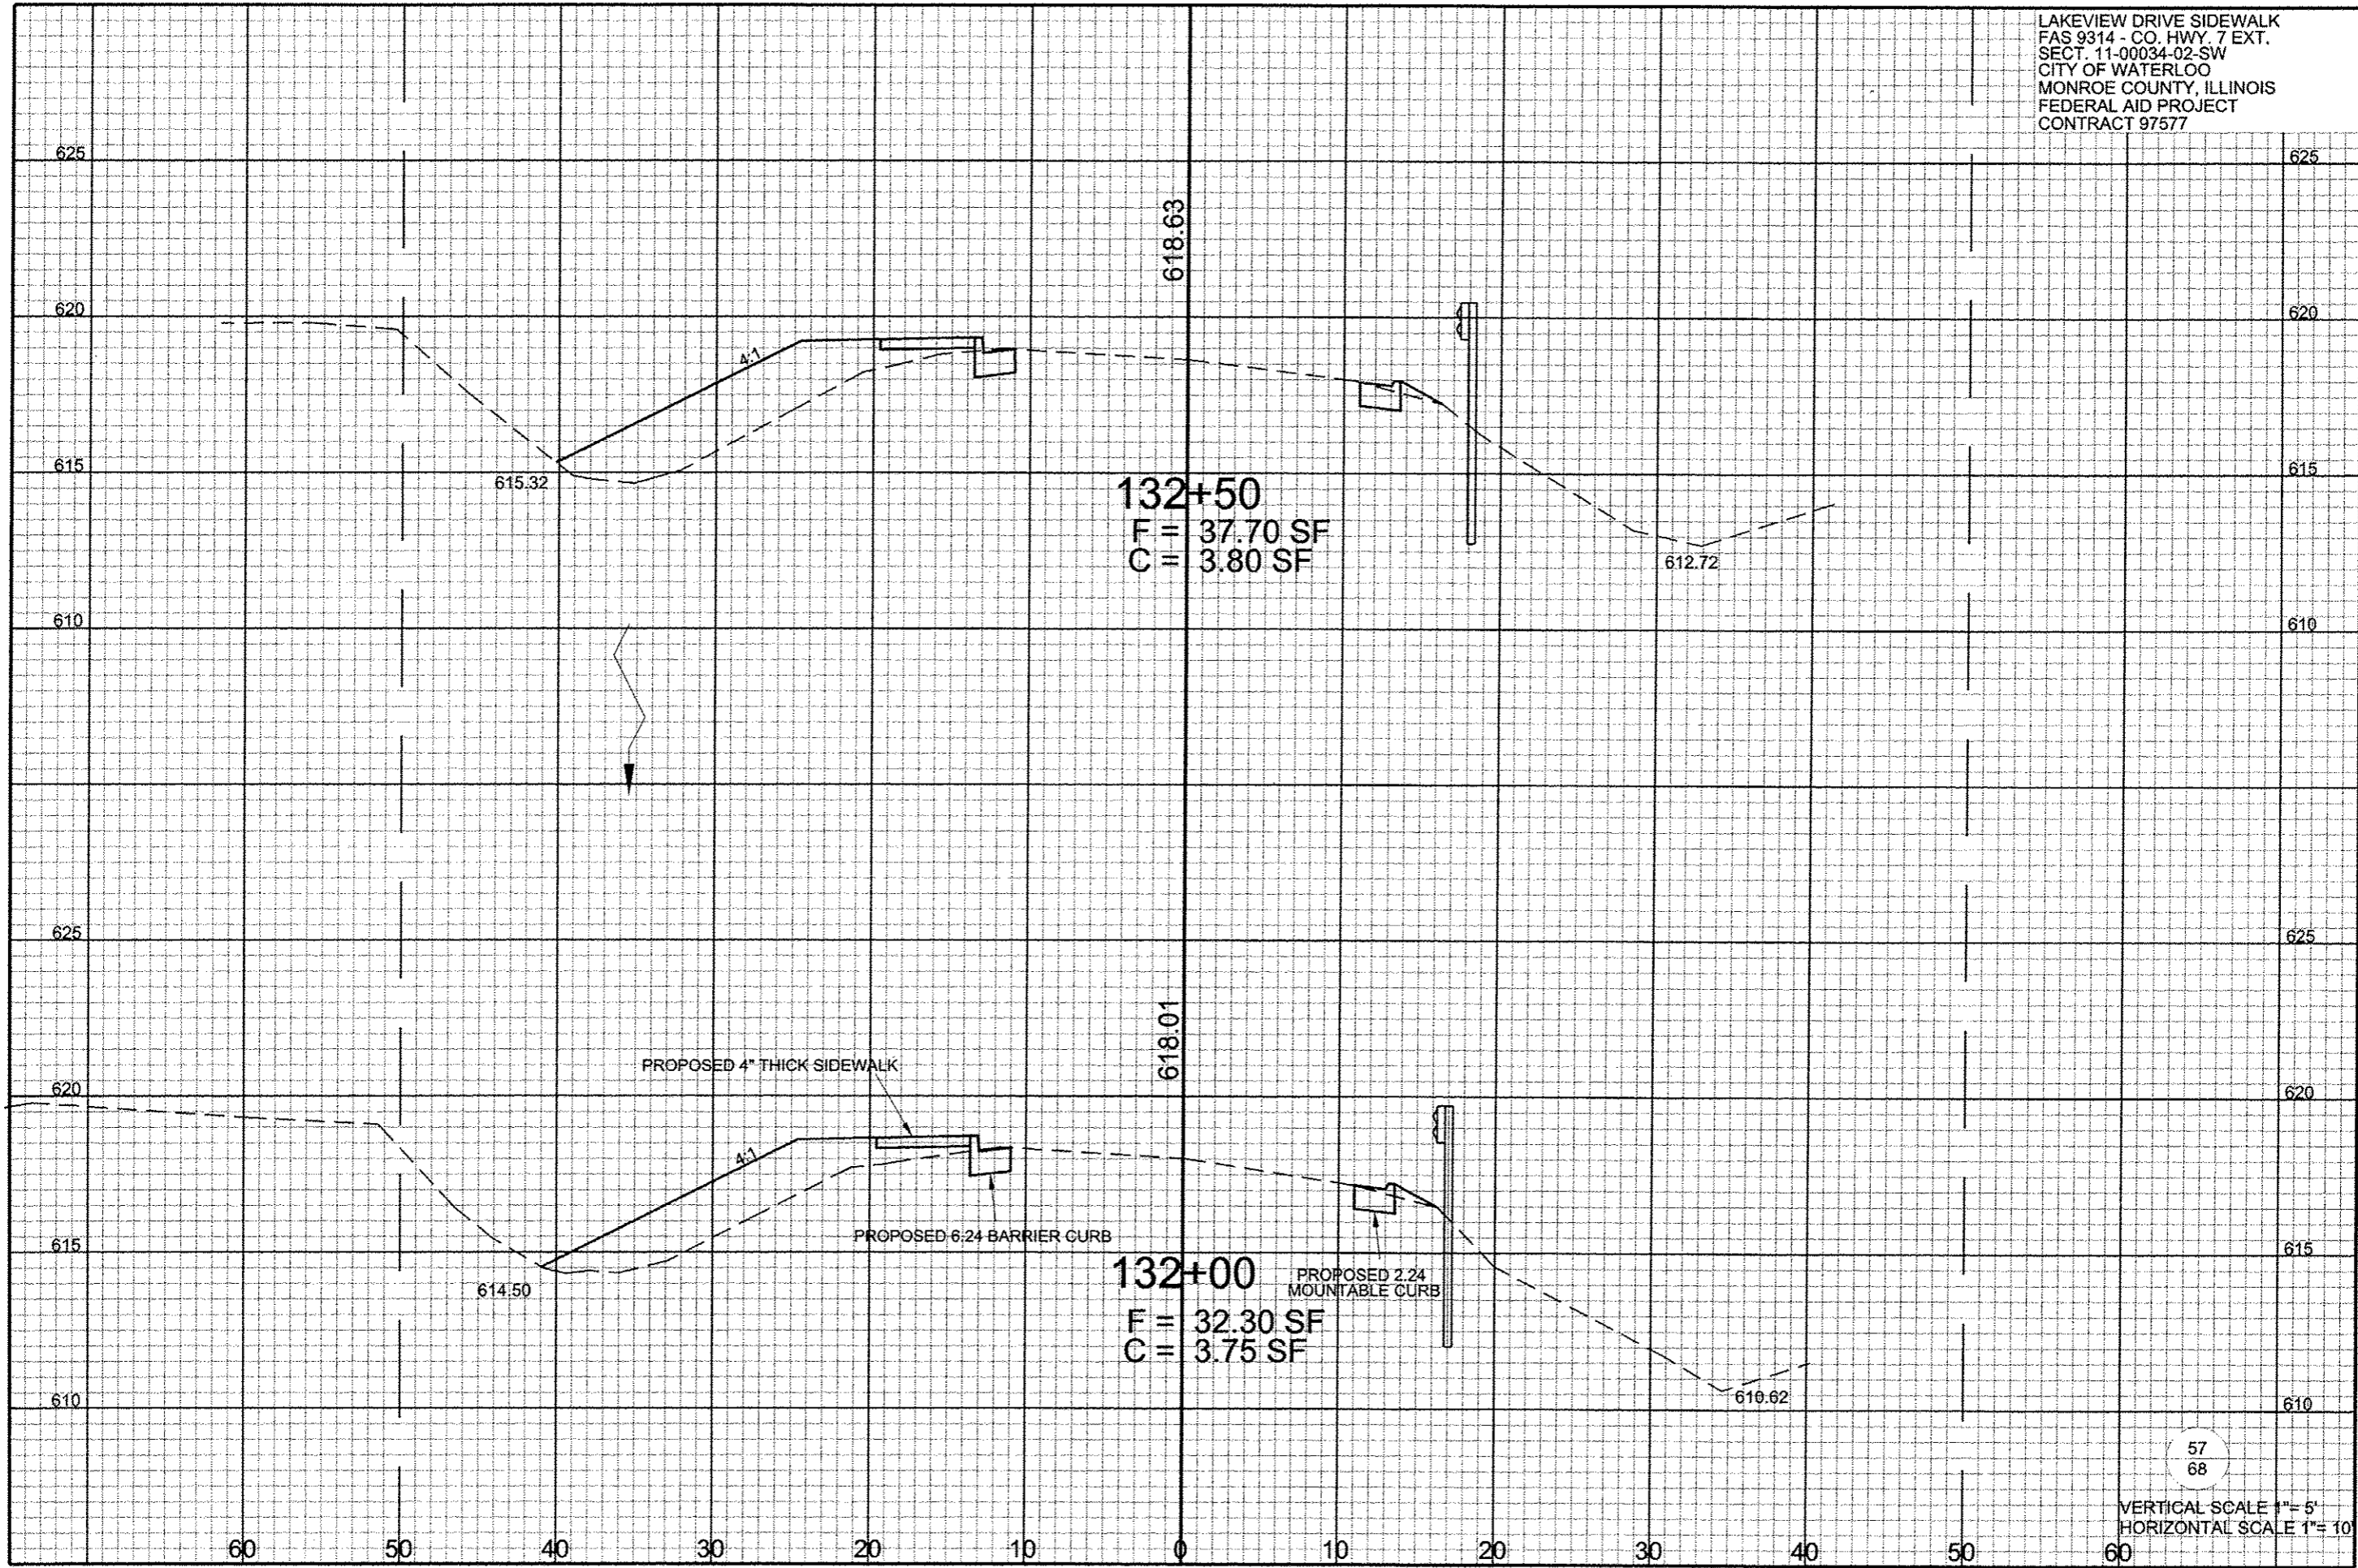 LAKEVIEW DRIVE SIDEWALK
FAS 9314 - CO. HWY. 7 EXT.
SECT. 11-00034-02-SW
CITY OF WATERLOO
MONROE COUNTY, ILLINOIS
FEDERAL AID PROJECT
CONTRACT 97577
625
625
618.63
620
620
4:1
615
615
615.32
132+50
F = 37.70 SF
C = 3.80 SF
612.72
610
610
625
625
618.01
PROPOSED 4" THICK SIDEWALK
620
620
4:1
PROPOSED 6.24 BARRIER CURB
615
615
614.50
132+00
PROPOSED 2.24
MOUNTABLE CURB
F = 32.30 SF
C = 3.75 SF
610.62
610
610
57
68
VERTICAL SCALE 1"= 5'
HORIZONTAL SCALE 1"= 10'
60 50 40 30 20 10 0 10 20 30 40 50 60